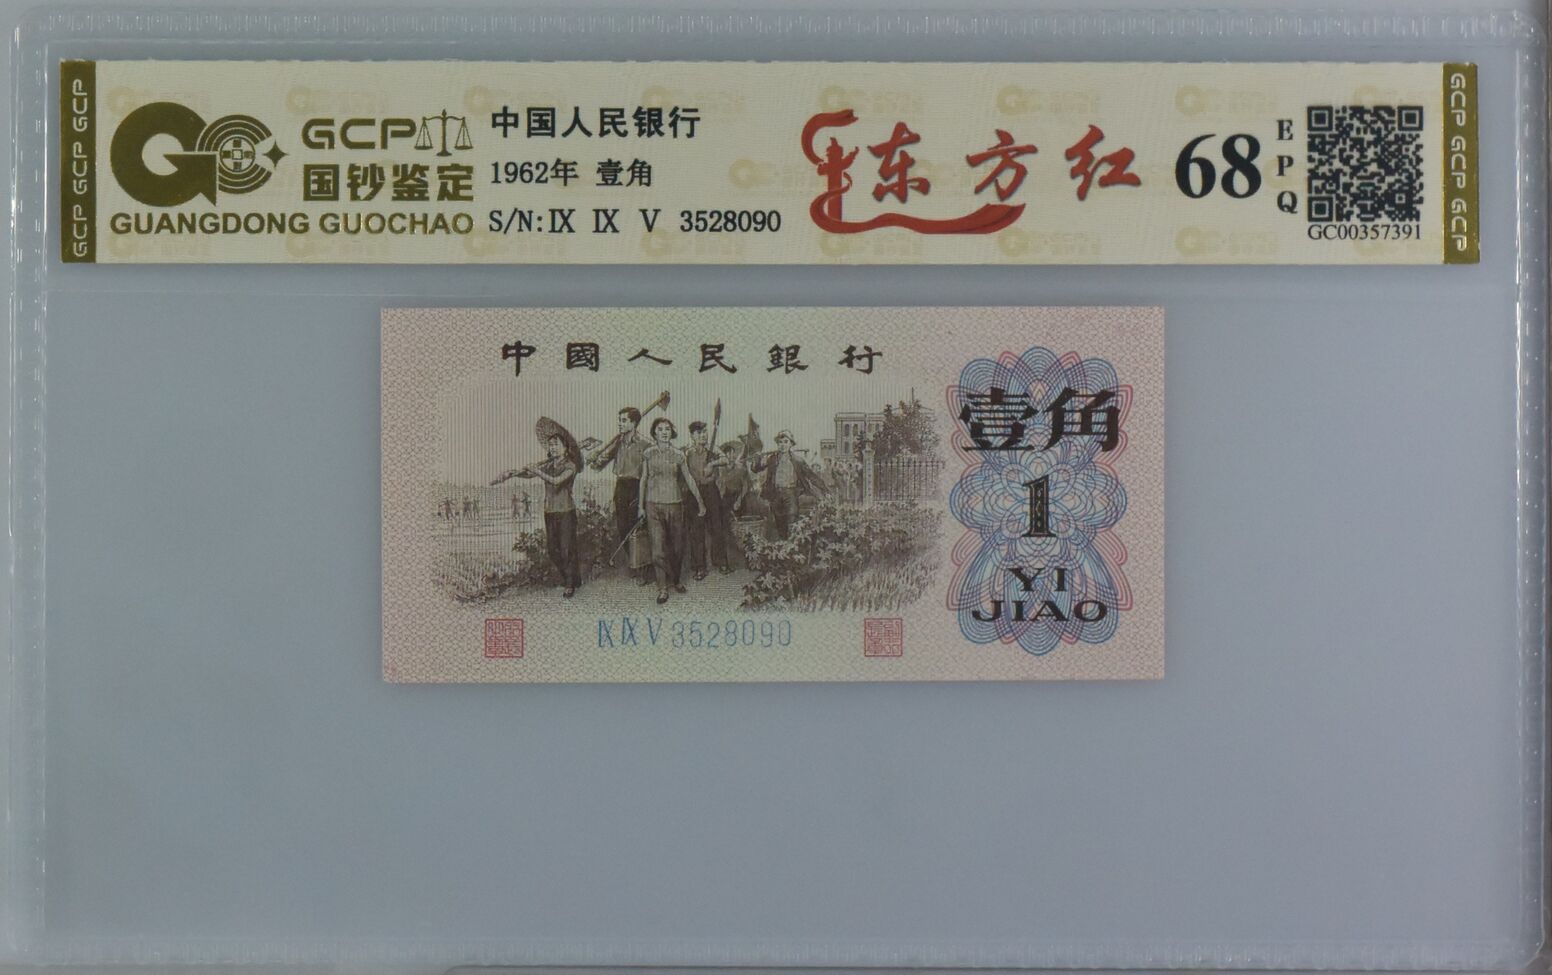 GCP GCP GCP
GCP
国钞鉴定
GUANGDONG GUOCHAO
中国人民银行
1962年 壹角
S/N: IX IX V 3528090
东方红
68
EPQ
GC00357391
GCP GCP GCP
中國人民銀行
壹角
1
YI
JIAO
IX IX V 3528090